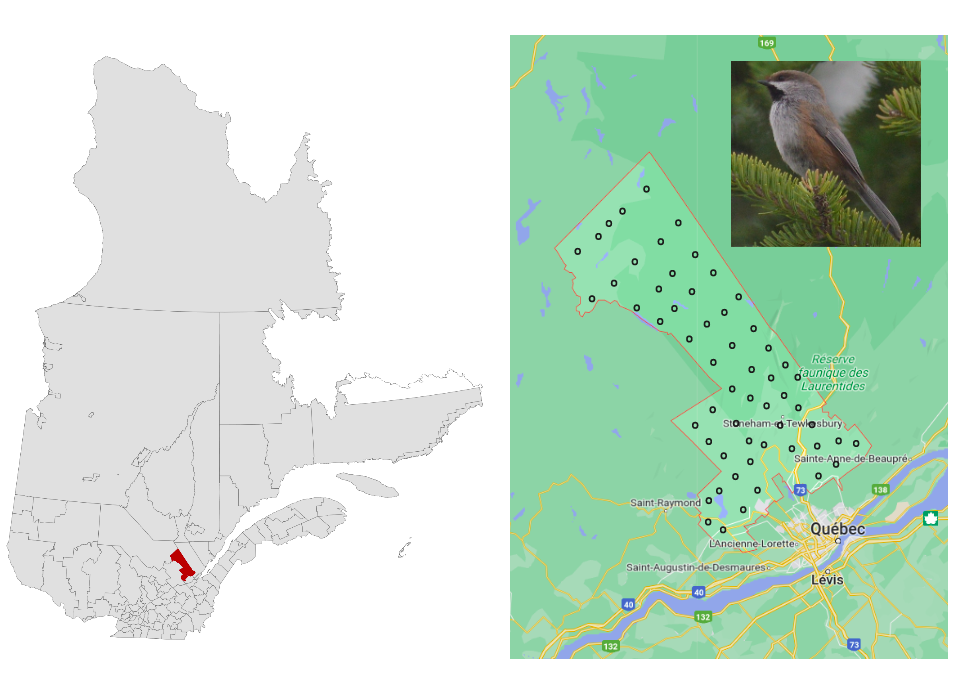 169
Réserve
faunique des
Laurentides
Stoneham-et-Tewkesbury
Sainte-Anne-de-Beaupré
73
138
Saint-Raymond
Québec
L'Ancienne-Lorette
Saint-Augustin-de-Desmaures
Lévis
40
40
132
132
73